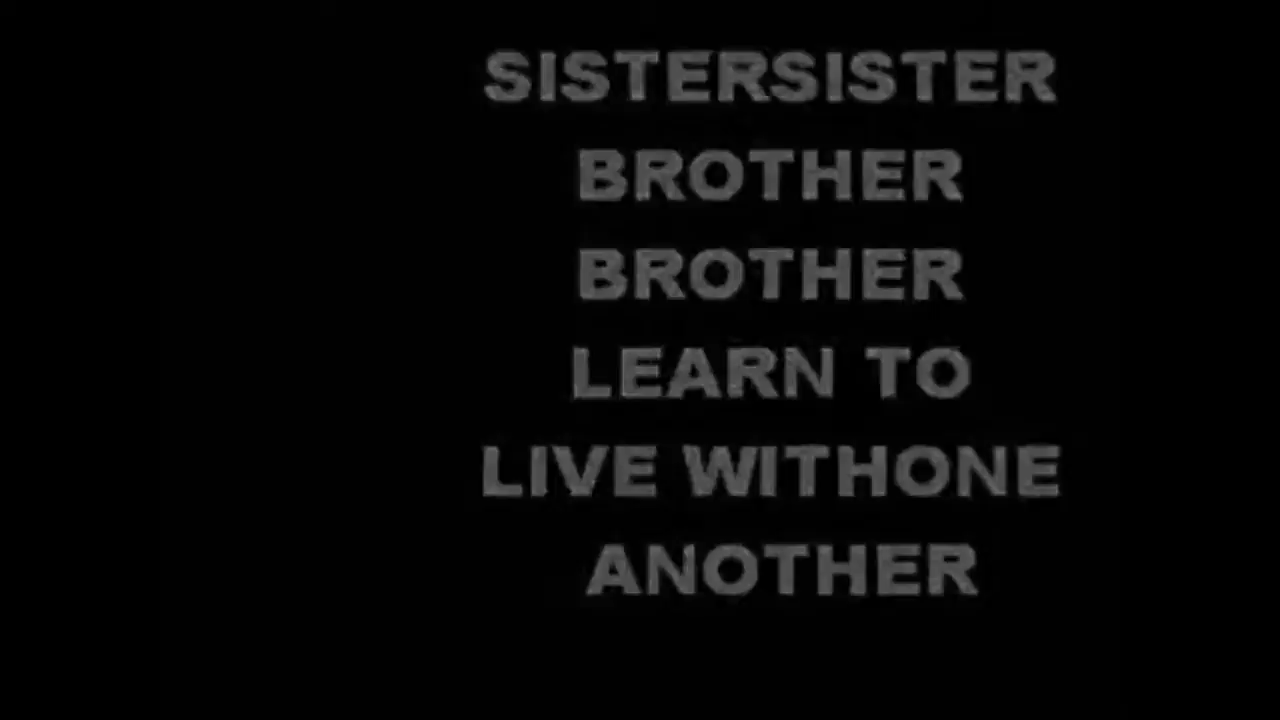 SISTERSISTER
BROTHER
BROTHER
LEARN TO
LIVE WITHONE
ANOTHER